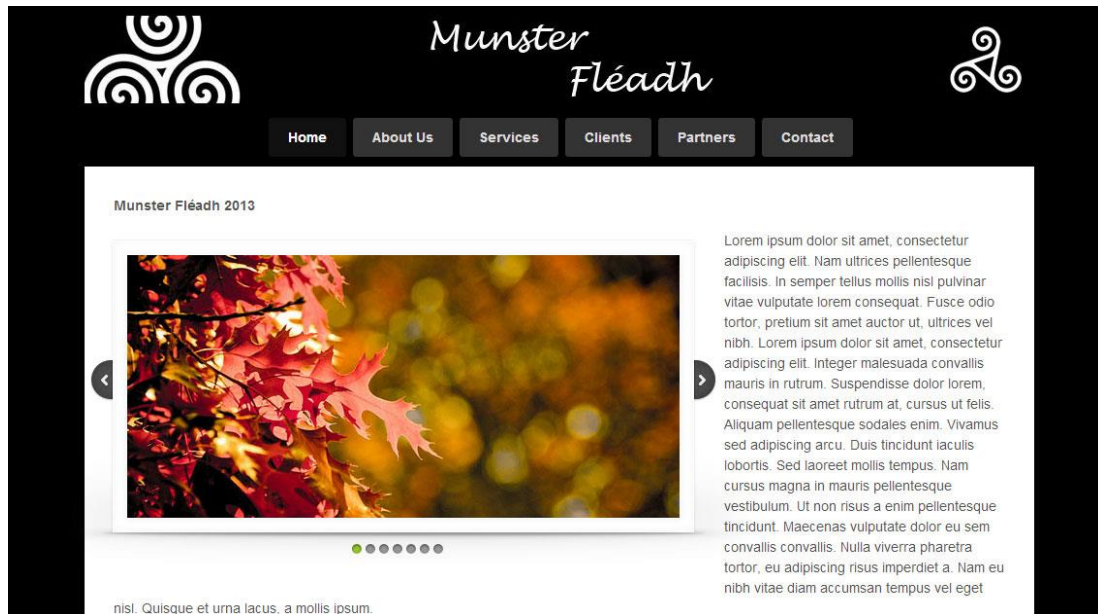 Munster
Fléadh
Home About Us Services Clients Partners Contact
Munster Fléadh 2013
Lorem ipsum dolor sit amet, consectetur
adipiscing elit. Nam ultrices pellentesque
facilisis. In semper tellus mollis nisl pulvinar
vitae vulputate lorem consequat. Fusce odio
tortor, pretium sit amet auctor ut, ultrices vel
nibh. Lorem ipsum dolor sit amet, consectetur
adipiscing elit. Integer malesuada convallis
mauris in rutrum. Suspendisse dolor lorem,
consequat sit amet rutrum at, cursus ut felis.
Aliquam pellentesque sodales enim. Vivamus
sed adipiscing arcu. Duis tincidunt iaculis
lobortis. Sed laoreet mollis tempus. Nam
cursus magna in mauris pellentesque
vestibulum. Ut non risus a enim pellentesque
tincidunt. Maecenas vulputate dolor eu sem
convallis convallis. Nulla viverra pharetra
tortor, eu adipiscing risus imperdiet a. Nam eu
nibh vitae diam accumsan tempus vel eget
nisl. Quisque et urna lacus, a mollis ipsum.